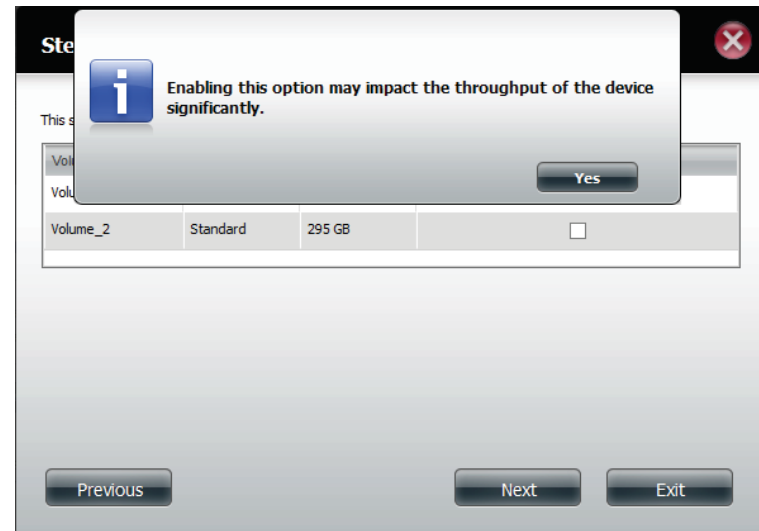 Ste
Enabling this option may impact the throughput of the device
significantly.
Yes
This s
Volu
Volu
Volume_2 Standard 295 GB
Previous Next Exit